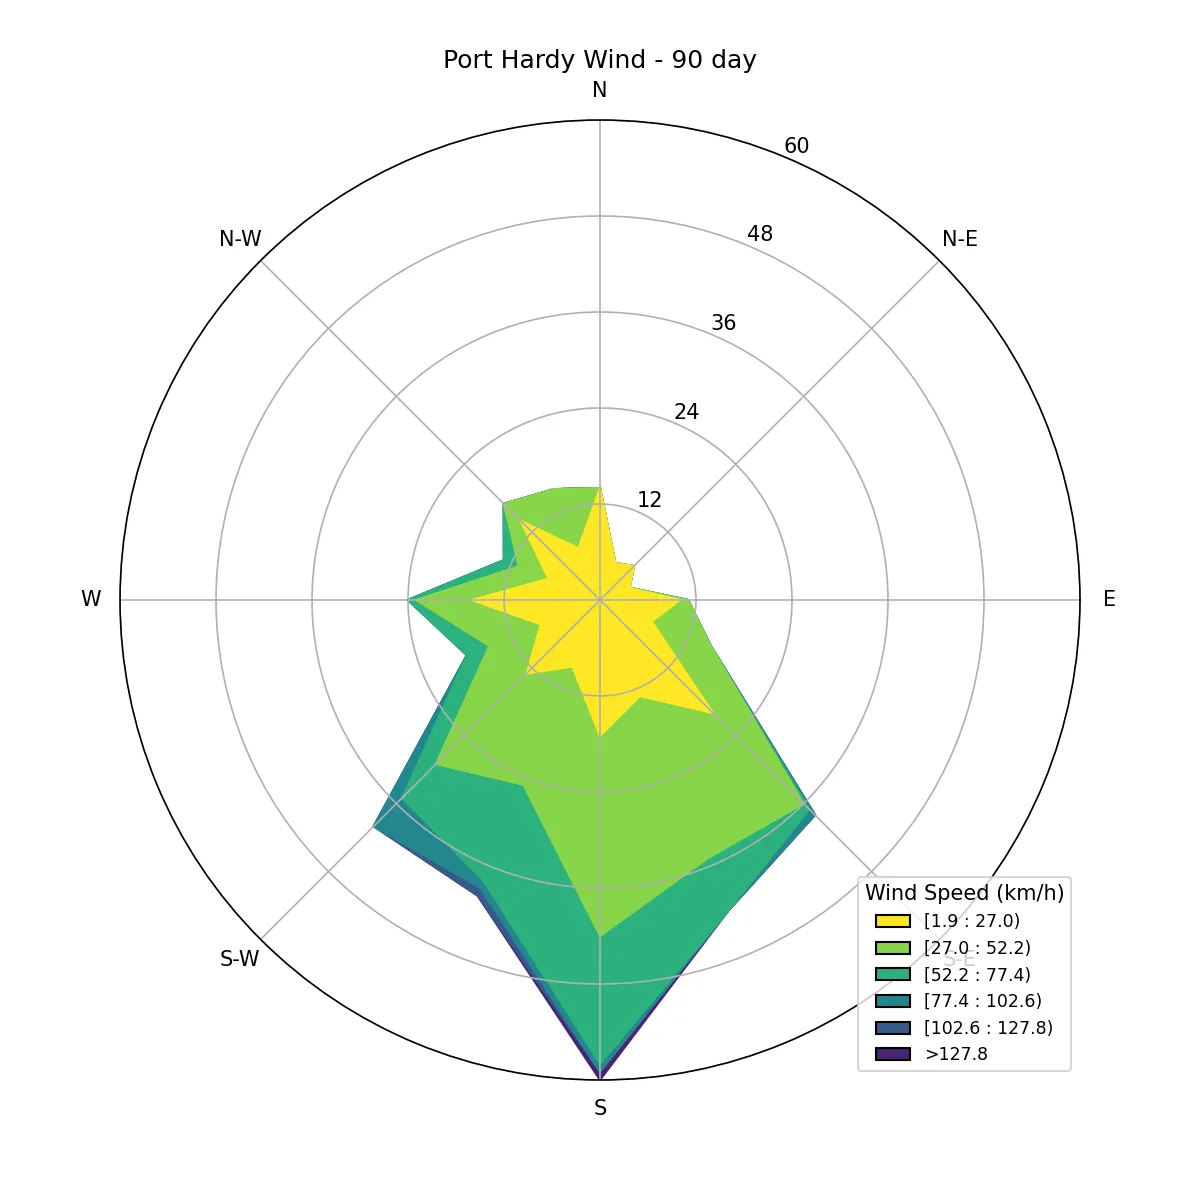 Port Hardy Wind - 90 day
N
60
N-W
48
N-E
36
24
12
W
E
Wind Speed (km/h)
[1.9 : 27.0)
[27.0 : 52.2)
S-W
S-E
[52.2 : 77.4)
[77.4 : 102.6)
[102.6 : 127.8)
>127.8
S